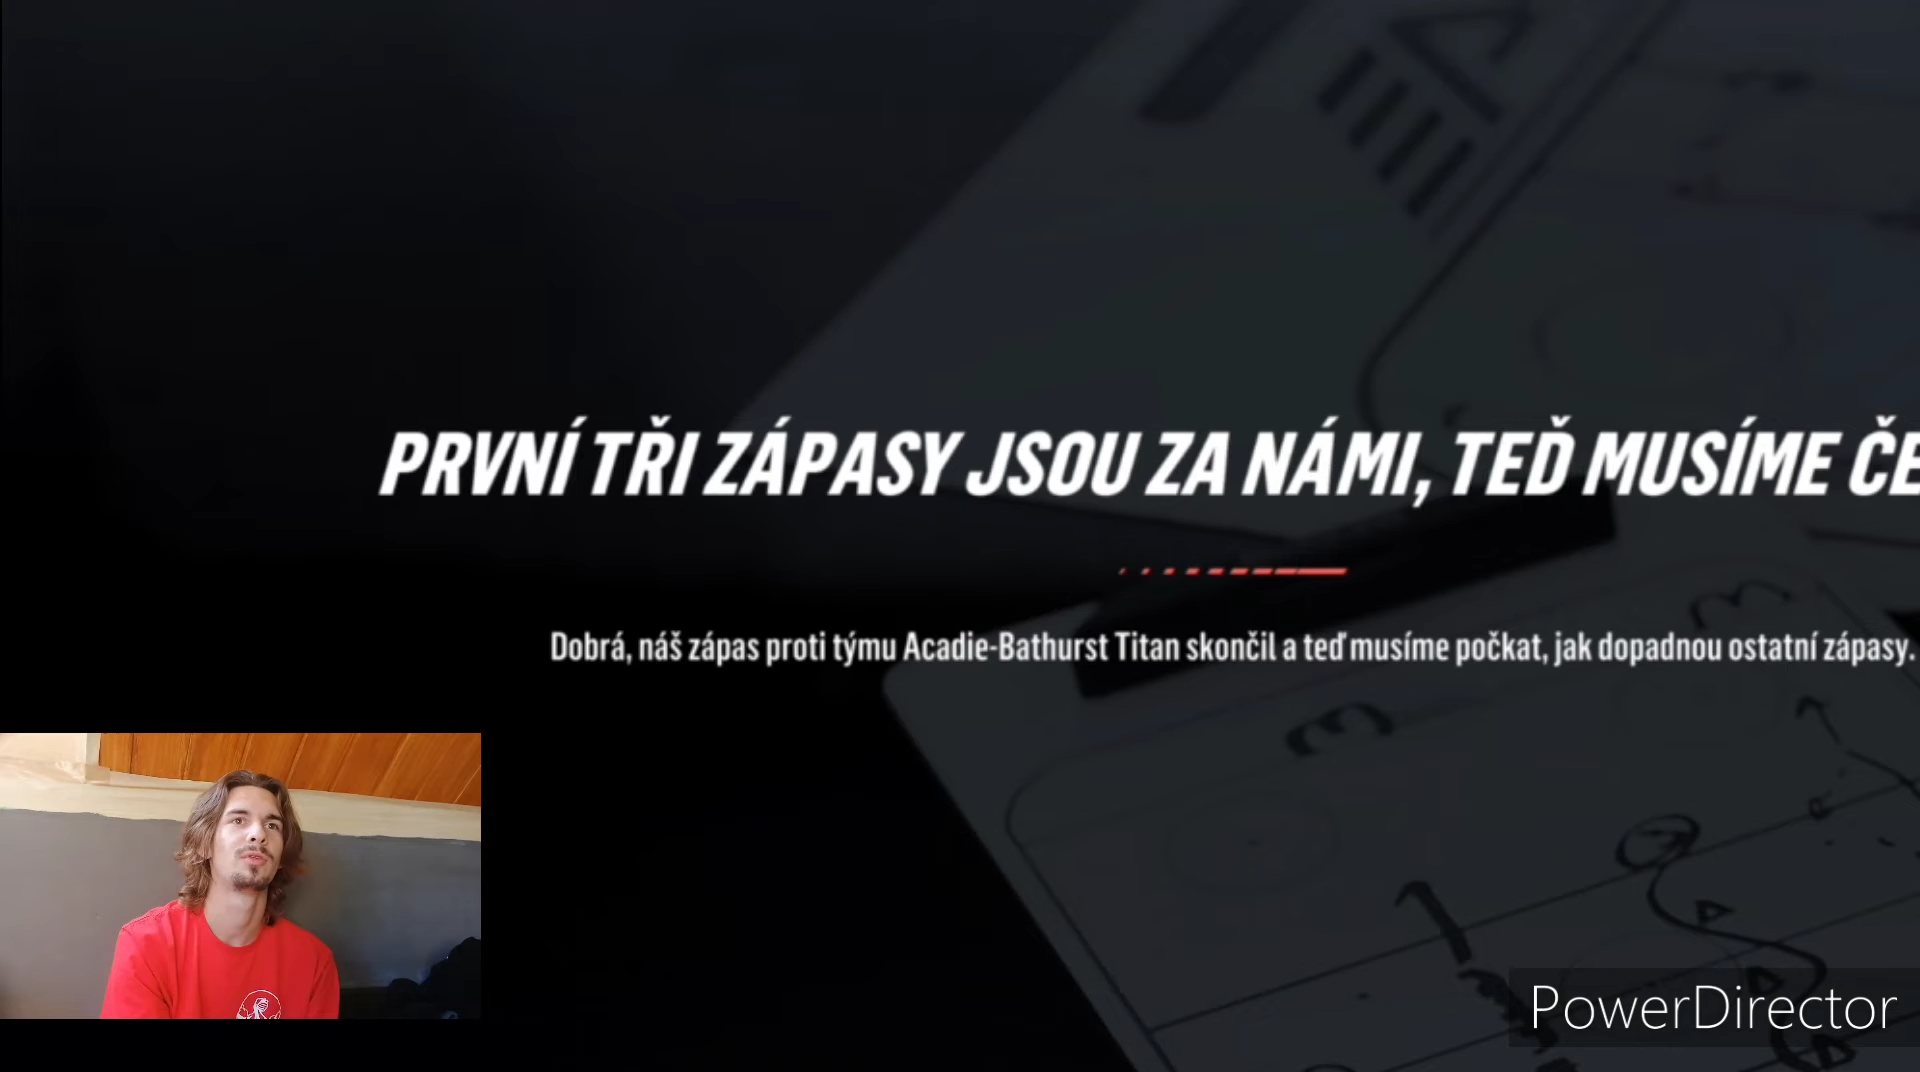 PRVNÍ TŘI ZÁPASY JSOU ZA NÁMI, TEĎ MUSÍME
Dobrá, náš zápas proti týmu Acadie-Bathurst Titan skončil a teď musíme počkat, jak dopadnou ostatní zápasy.
PowerDirector